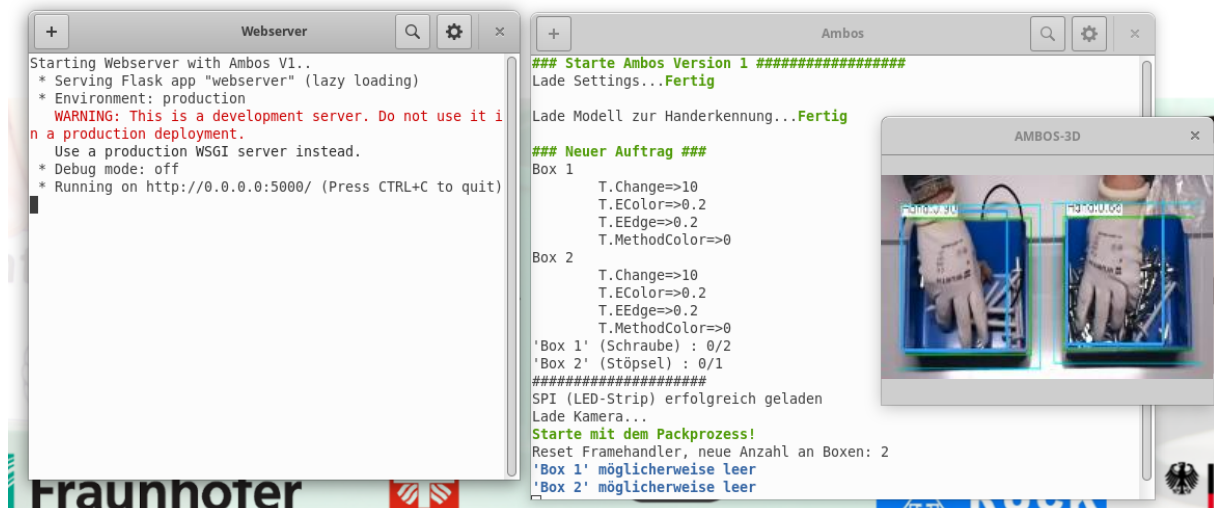 Webserver
Starting Webserver with Ambos V1..
* Serving Flask app "webserver" (lazy loading)
* Environment: production
WARNING: This is a development server. Do not use it i
n a production deployment.
Use a production WSGI server instead.
* Debug mode: off
* Running on http://0.0.0.0:5000/ (Press CTRL+C to quit)
Ambos
### Starte Ambos Version 1 ##################
Lade Settings...Fertig
Lade Modell zur Handerkennung...Fertig
### Neuer Auftrag ###
Box 1
T.Change=>10
T.EColor=>0.2
T.EEdge=>0.2
T.MethodColor=>0
Box 2
T.Change=>10
T.EColor=>0.2
T.EEdge=>0.2
T.MethodColor=>0
'Box 1' (Schraube) : 0/2
'Box 2' (Stöpsel) : 0/1
#####################
SPI (LED-Strip) erfolgreich geladen
Lade Kamera...
Starte mit dem Packprozess!
Reset Framehandler, neue Anzahl an Boxen: 2
'Box 1' möglicherweise leer
'Box 2' möglicherweise leer
AMBOS-3D
Fraunhofer